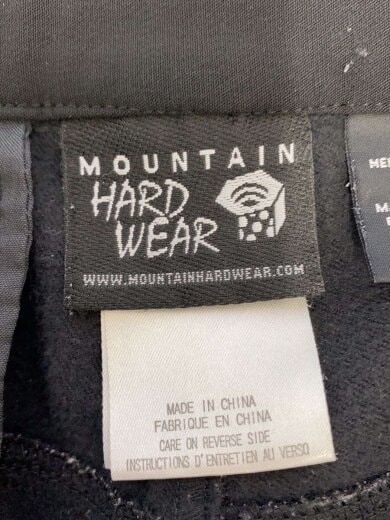 MOUNTAIN
HARD
WEAR
WWW.MOUNTAINHARDWEAR.COM
MADE IN CHINA
FABRIQUE EN CHINA
CARE ON REVERSE SIDE
INSTRUCTIONS D'ENTRETIEN AU VERSO